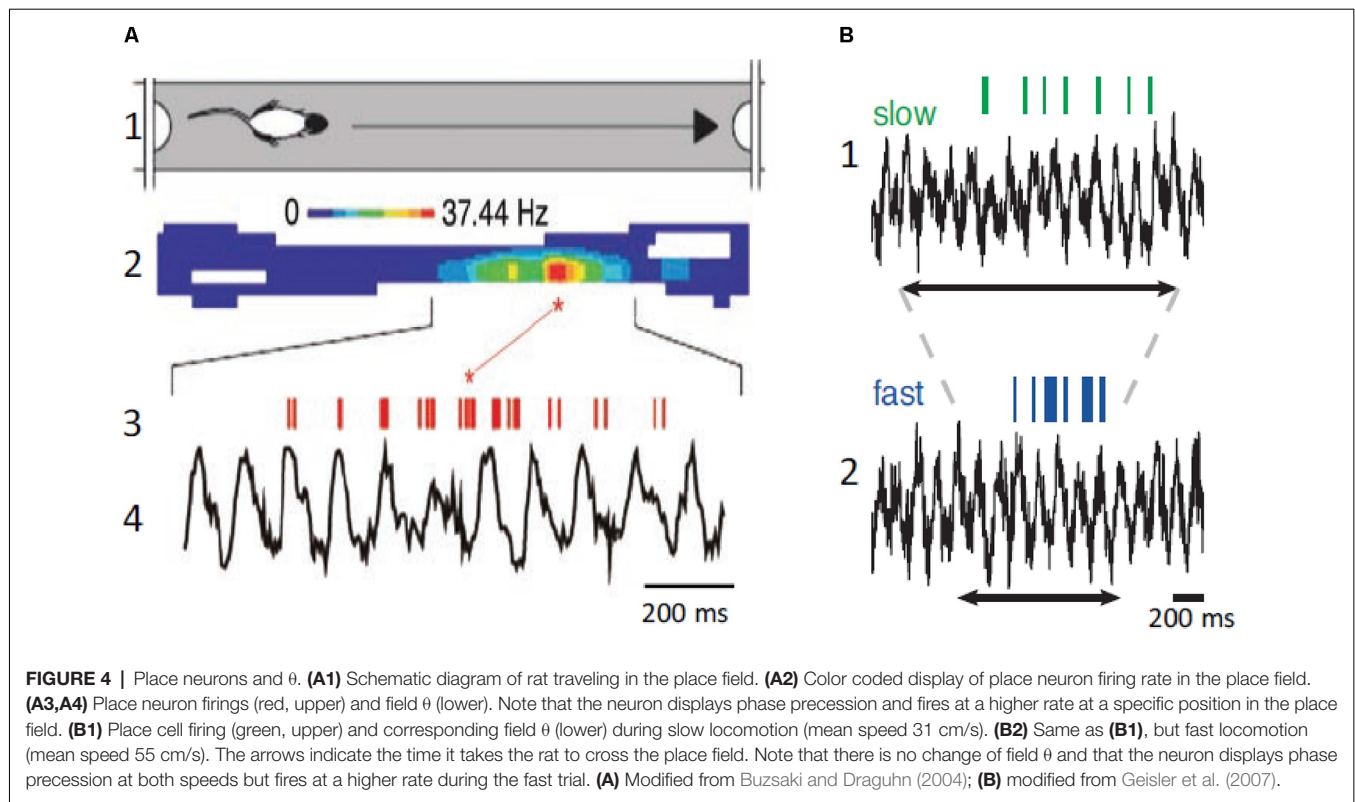 A
B
1
0 37.44 Hz
2
*
*
3
4
200 ms
slow
1
fast
2
200 ms
FIGURE 4 | Place neurons and θ. (A1) Schematic diagram of rat traveling in the place field. (A2) Color coded display of place neuron firing rate in the place field.
(A3,A4) Place neuron firings (red, upper) and field θ (lower). Note that the neuron displays phase precession and fires at a higher rate at a specific position in the place
field. (B1) Place cell firing (green, upper) and corresponding field θ (lower) during slow locomotion (mean speed 31 cm/s). (B2) Same as (B1), but fast locomotion
(mean speed 55 cm/s). The arrows indicate the time it takes the rat to cross the place field. Note that there is no change of field θ and that the neuron displays phase
precession at both speeds but fires at a higher rate during the fast trial. (A) Modified from Buzsaki and Draguhn (2004); (B) modified from Geisler et al. (2007).